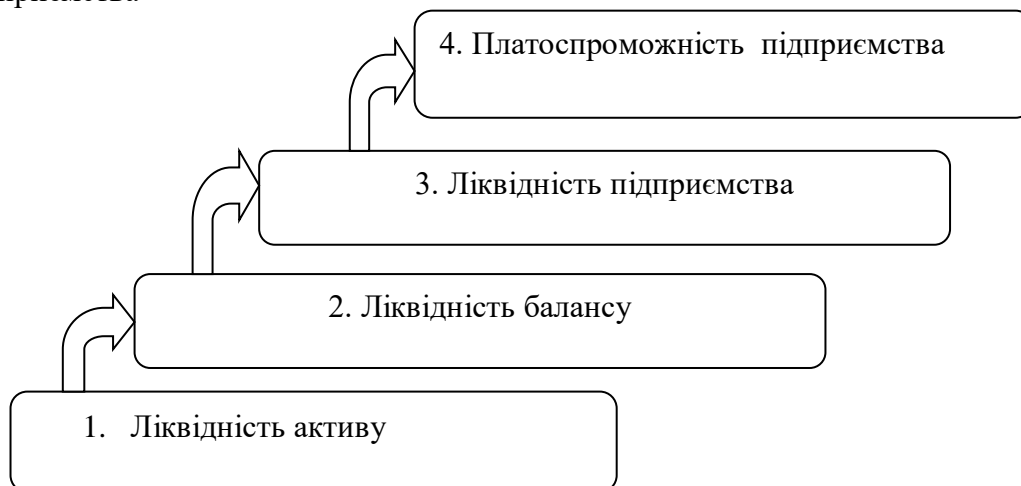 4. Платоспроможність підприємства
3. Ліквідність підприємства
2. Ліквідність балансу
1. Ліквідність активу